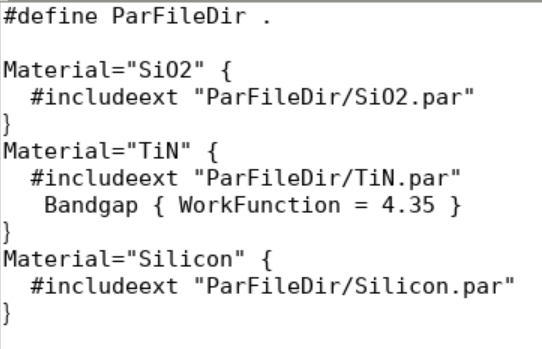 #define ParFileDir .
Material="SiO2" {
#includeext "ParFileDir/SiO2.par"
}
Material="TiN" {
#includeext "ParFileDir/TiN.par"
Bandgap { WorkFunction = 4.35 }
}
Material="Silicon" {
#includeext "ParFileDir/Silicon.par"
}